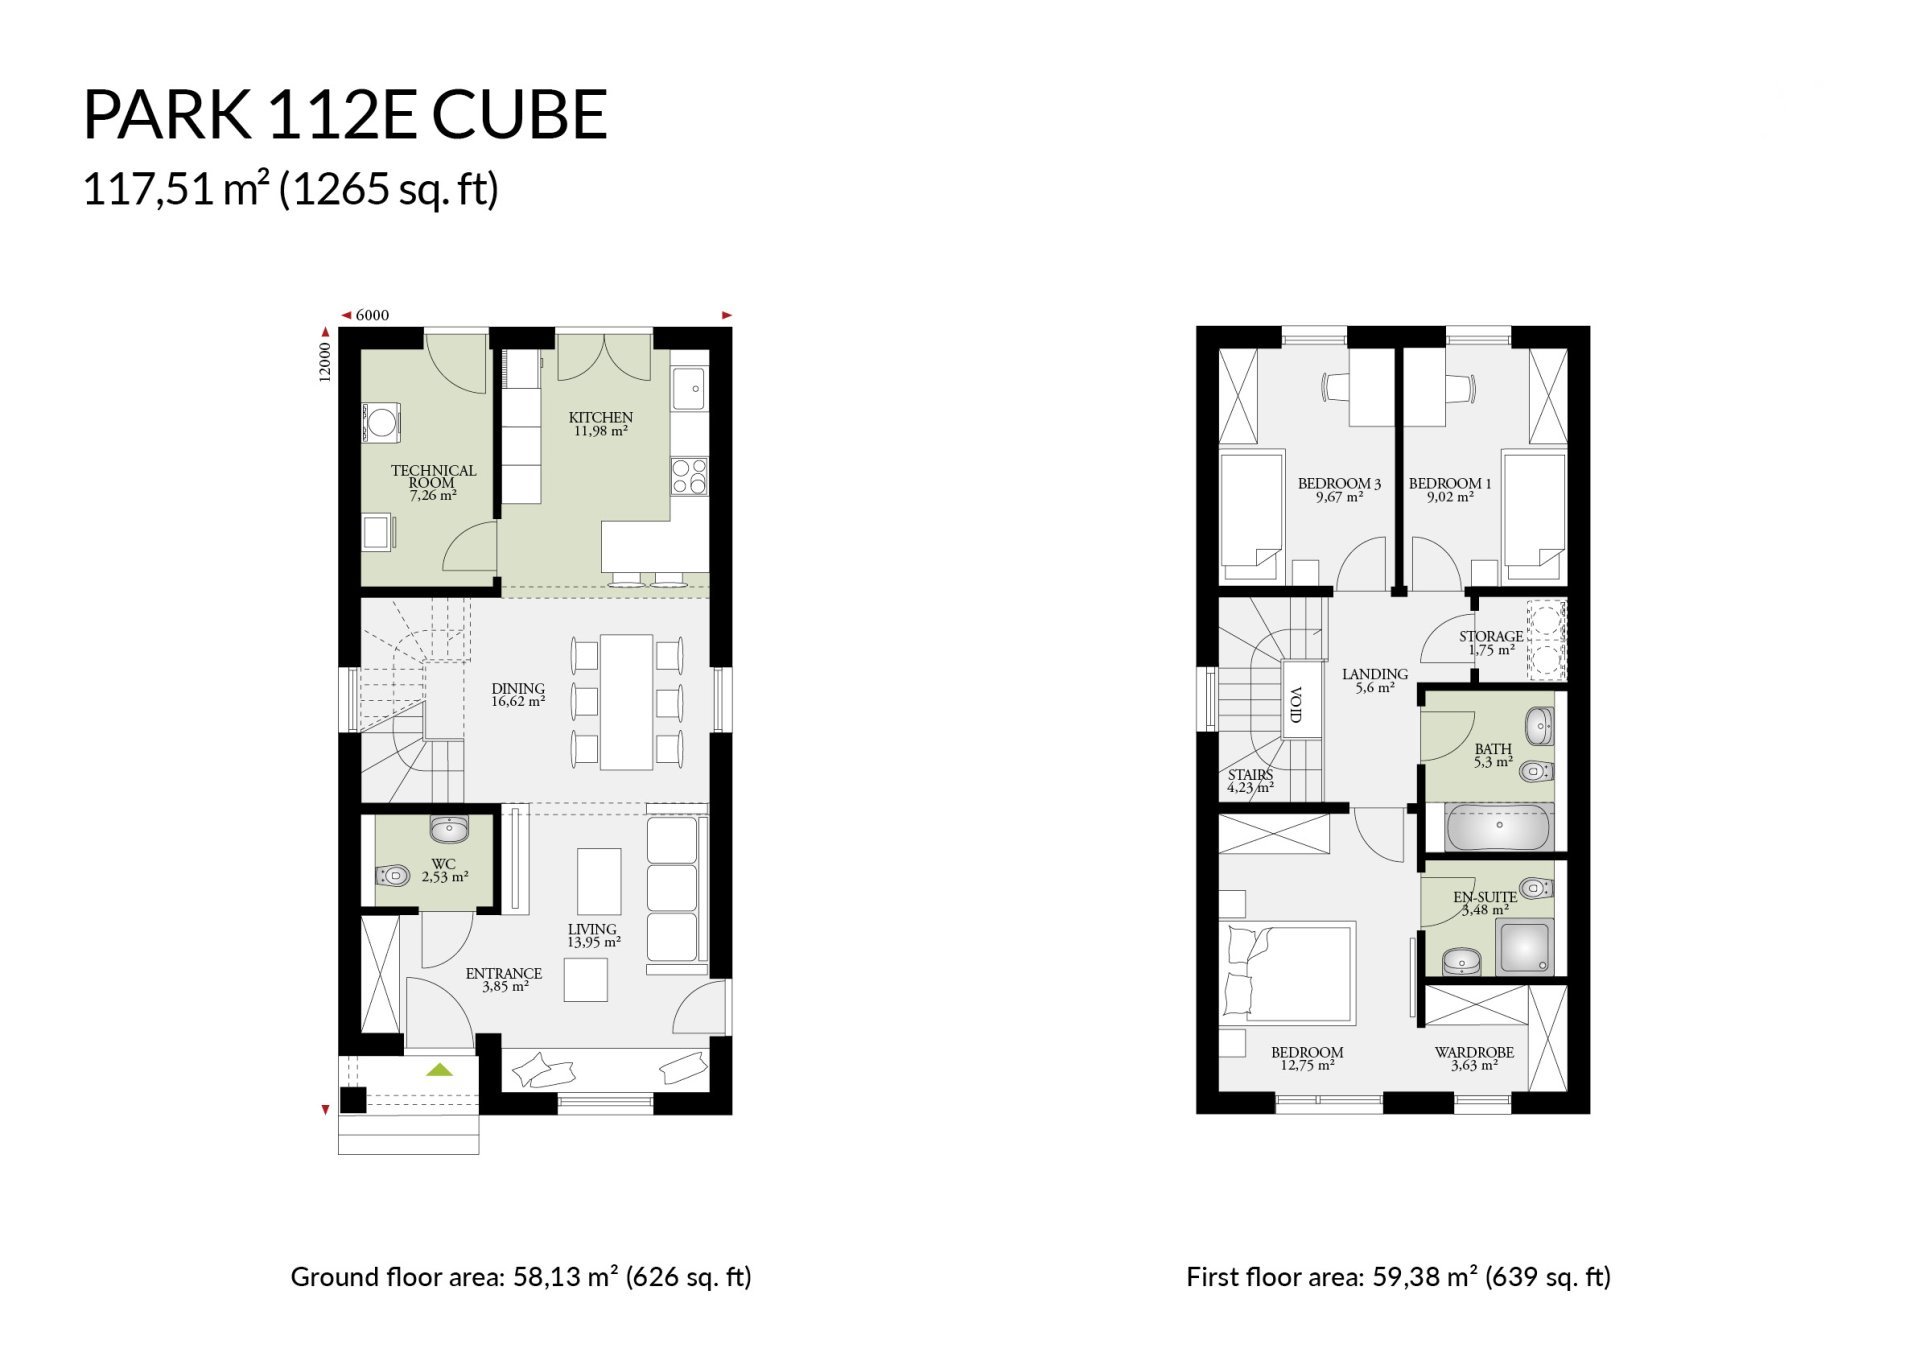 PARK 112E CUBE
117,51 m² (1265 sq. ft)
6000
12000
KITCHEN
11,98 m²
TECHNICAL
ROOM
7,26 m²
DINING
16,62 m²
WC
2,53 m²
LIVING
13,95 m²
ENTRANCE
3,85 m²
Ground floor area: 58,13 m² (626 sq. ft)
BEDROOM 3
9,67 m²
BEDROOM 1
9,02 m²
STORAGE
1,75 m²
LANDING
5,6 m²
VOID
BATH
5,3 m²
STAIRS
4,23 m²
EN-SUITE
3,48 m²
BEDROOM
12,75 m²
WARDROBE
3,63 m²
First floor area: 59,38 m² (639 sq. ft)